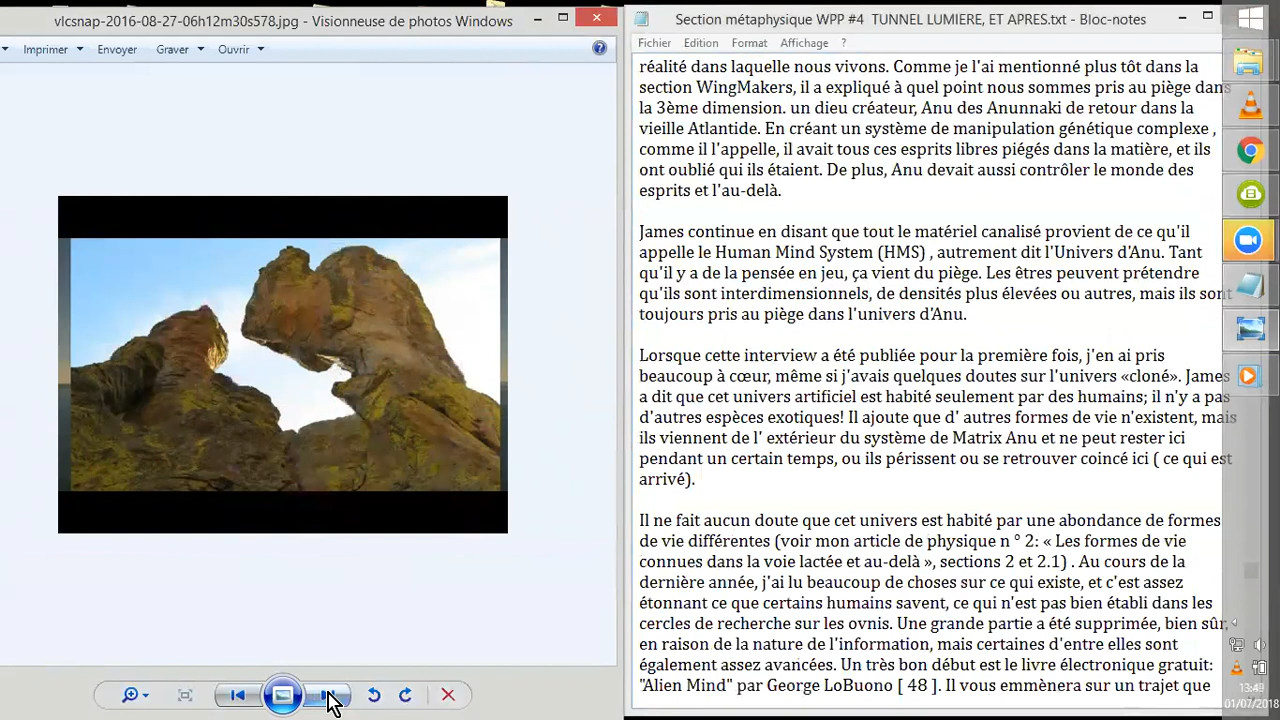 vlcsnap-2016-08-27-06h12m30s578.jpg - Visionneuse de photos Windows
Imprimer
Envoyer
Graver
Ouvrir
?
Section métaphysique WPP #4 TUNNEL LUMIERE, ET APRES.txt - Bloc-notes
Fichier Edition Format Affichage ?
réalité dans laquelle nous vivons. Comme je l'ai mentionné plus tôt dans la
section WingMakers, il a expliqué à quel point nous sommes pris au piège dans
la 3ème dimension. un dieu créateur, Anu des Anunnaki de retour dans la
vieille Atlantide. En créant un système de manipulation génétique complexe ,
comme il l'appelle, il avait tous ces esprits libres piégés dans la matière, et ils
ont oublié qui ils étaient. De plus, Anu devait aussi contrôler le monde des
esprits et l'au-delà.
James continue en disant que tout le matériel canalisé provient de ce qu'il
appelle le Human Mind System (HMS) , autrement dit l'Univers d'Anu. Tant
qu'il y a de la pensée en jeu, ça vient du piège. Les êtres peuvent prétendre
qu'ils sont interdimensionnels, de densités plus élevées ou autres, mais ils sont
toujours pris au piège dans l'univers d'Anu.
Lorsque cette interview a été publiée pour la première fois, j'en ai pris
beaucoup à cœur, même si j'avais quelques doutes sur l'univers «cloné». James
a dit que cet univers artificiel est habité seulement par des humains; il n'y a pas
d'autres espèces exotiques! Il ajoute que d' autres formes de vie n'existent, mais
ils viennent de l' extérieur du système de Matrix Anu et ne peut rester ici
pendant un certain temps, ou ils périssent ou se retrouver coincé ici ( ce qui est
arrivé).
Il ne fait aucun doute que cet univers est habité par une abondance de formes
de vie différentes (voir mon article de physique n ° 2: « Les formes de vie
connues dans la voie lactée et au-delà », sections 2 et 2.1) . Au cours de la
dernière année, j'ai lu beaucoup de choses sur ce qui existe, et c'est assez
étonnant ce que certains humains savent, ce qui n'est pas bien établi dans les
cercles de recherche sur les ovnis. Une grande partie a été supprimée, bien sûr,
en raison de la nature de l'information, mais certaines d'entre elles sont
également assez avancées. Un très bon début est le livre électronique gratuit:
"Alien Mind" par George LoBuono [ 48 ]. Il vous emmènera sur un trajet que
13:49
01/07/2018